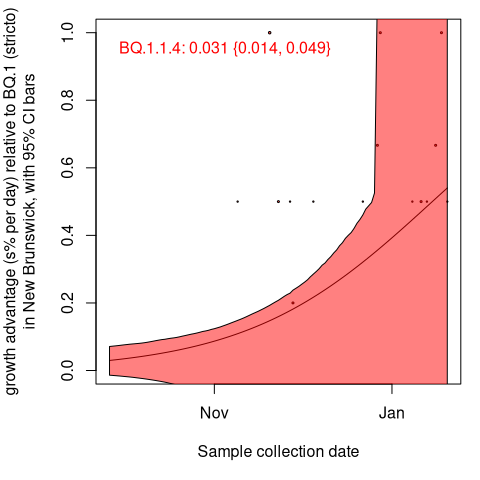 growth advantage (s% per day) relative to BQ.1 (stricto)
in New Brunswick, with 95% CI bars
BQ.1.1.4: 0.031 {0.014, 0.049}
1.0
0.8
0.6
0.4
0.2
0.0
Nov
Jan
Sample collection date